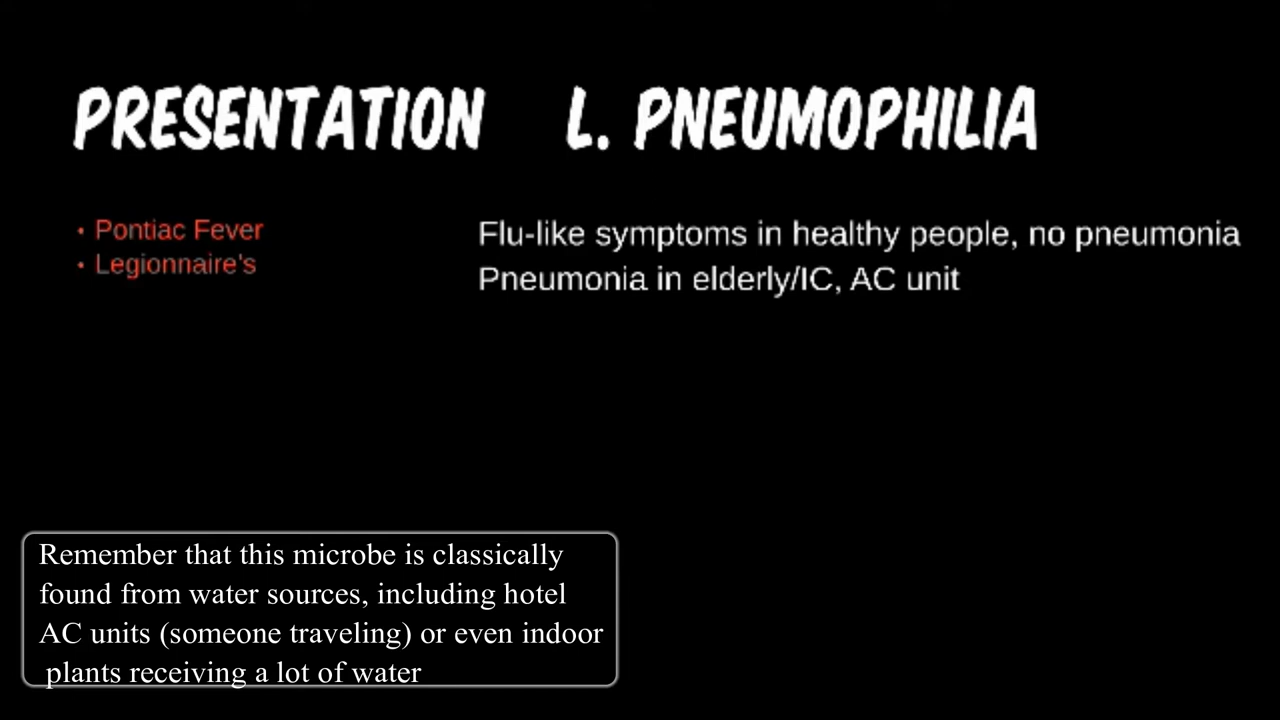 PRESENTATION L. PNEUMOPHILIA
• Pontiac Fever
• Legionnaire's
Flu-like symptoms in healthy people, no pneumonia
Pneumonia in elderly/IC, AC unit
Remember that this microbe is classically
found from water sources, including hotel
AC units (someone traveling) or even indoor
plants receiving a lot of water